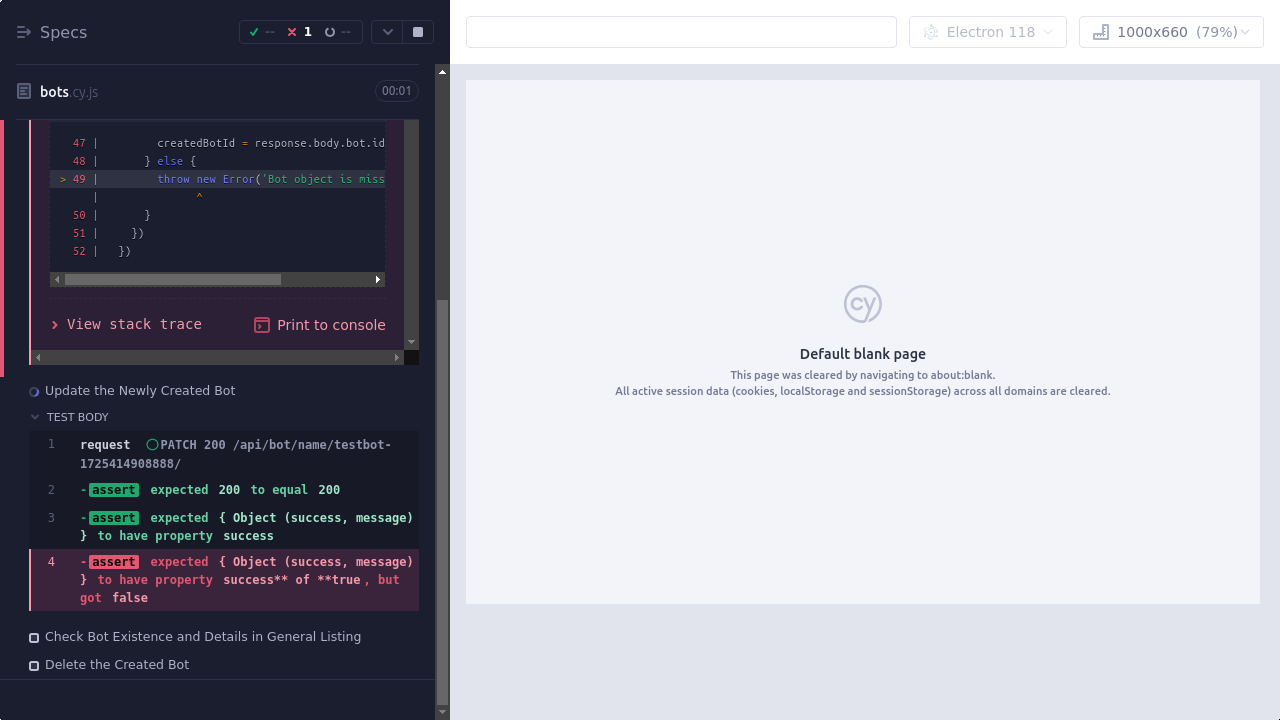 Specs
-- 1 --
Electron 118
1000x660 (79%)
bots.cy.js
00:01
47 | createdBotId = response.body.bot.id
48 | } else {
> 49 | throw new Error('Bot object is miss
| ^
50 | }
51 | })
52 | })
View stack trace
Print to console
Update the Newly Created Bot
TEST BODY
1 request PATCH 200 /api/bot/name/testbot-
1725414908888/
2 -assert expected 200 to equal 200
3 -assert expected { Object (success, message)
} to have property success
4 -assert expected { Object (success, message)
} to have property success** of **true, but
got false
Check Bot Existence and Details in General Listing
Delete the Created Bot
cy
Default blank page
This page was cleared by navigating to about:blank.
All active session data (cookies, localStorage and sessionStorage) across all domains are cleared.